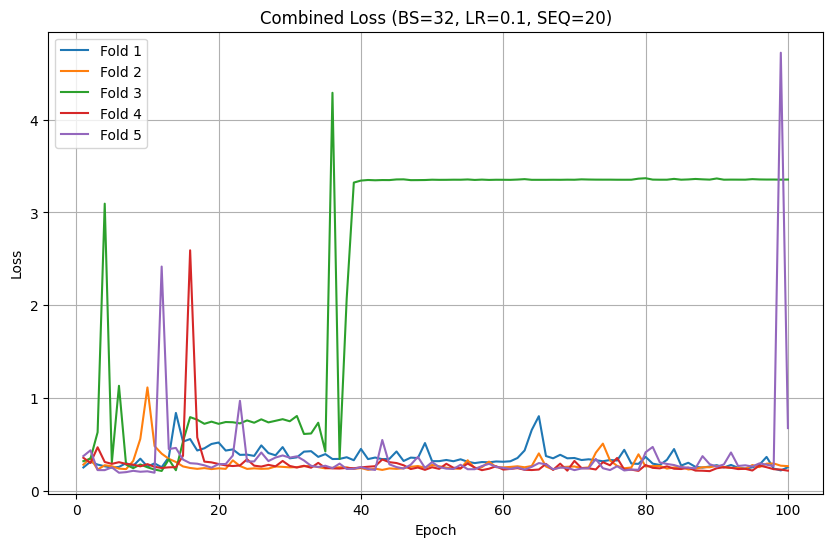 Combined Loss (BS=32, LR=0.1, SEQ=20)
Fold 1
Fold 2
Fold 3
Fold 4
Fold 5
Loss
4
3
2
1
0
0 20 40 60 80 100
Epoch